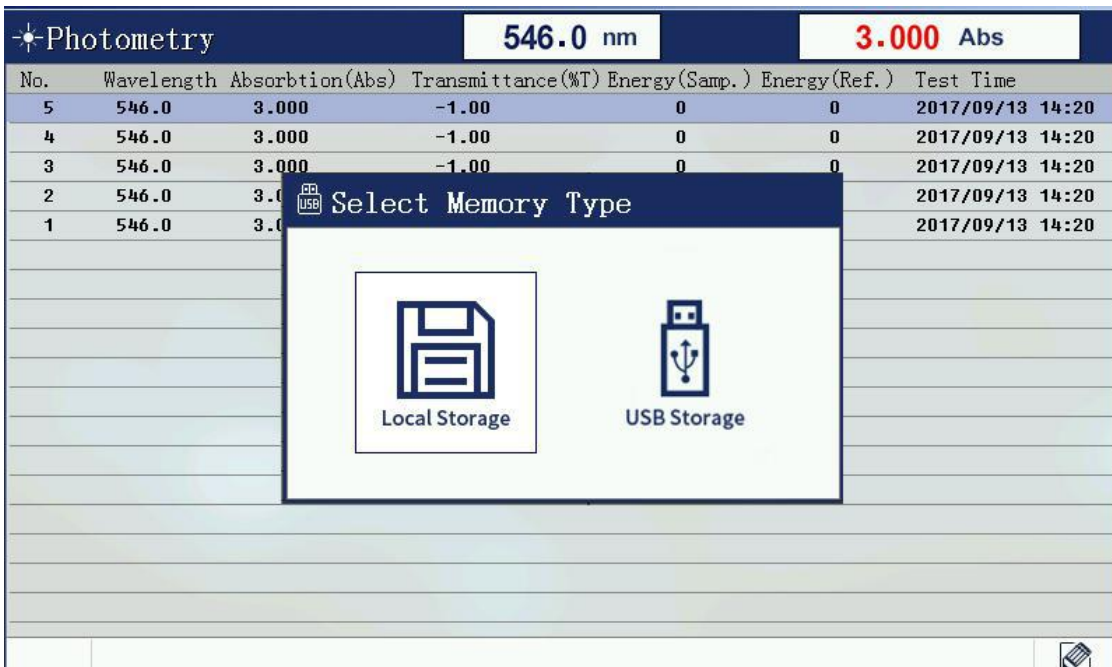 Photometry 546.0 nm 3.000 Abs
No. Wavelength Absorbtion(Abs) Transmittance(%T) Energy(Samp.) Energy(Ref.) Test Time
5 546.0 3.000 -1.00 0 0 2017/09/13 14:20
4 546.0 3.000 -1.00 0 0 2017/09/13 14:20
3 546.0 3.000 -1.00 0 0 2017/09/13 14:20
2 546.0 2017/09/13 14:20
1 546.0 2017/09/13 14:20
USB Select Memory Type
Local Storage USB Storage